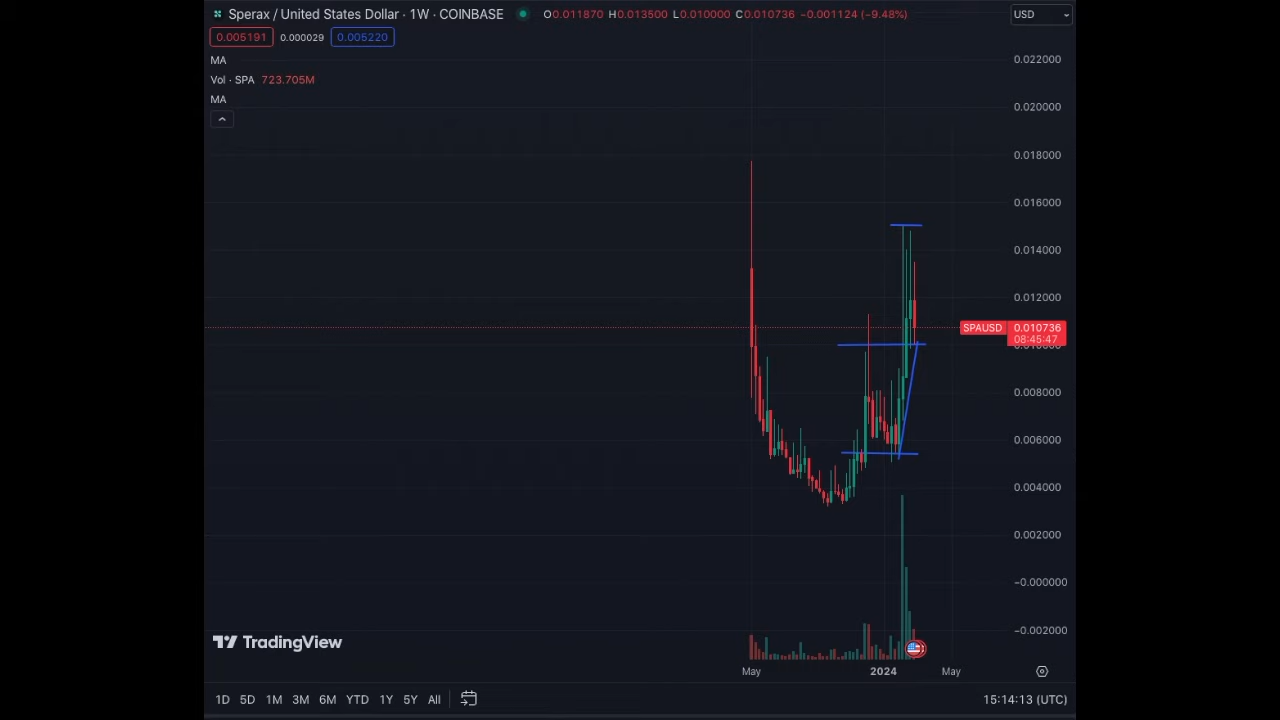 Sperax / United States Dollar · 1W · COINBASE O0.011870 H0.013500 L0.010000 C0.010736 −0.001124 (−9.48%)
USD
0.005191 0.000029 0.005220
MA
Vol · SPA 723.705M
MA
0.022000
0.020000
0.018000
0.016000
0.014000
0.012000
SPAUSD 0.010736
08:45:47
0.008000
0.006000
0.004000
0.002000
−0.000000
−0.002000
TradingView
May 2024 May
1D 5D 1M 3M 6M YTD 1Y 5Y All 15:14:13 (UTC)